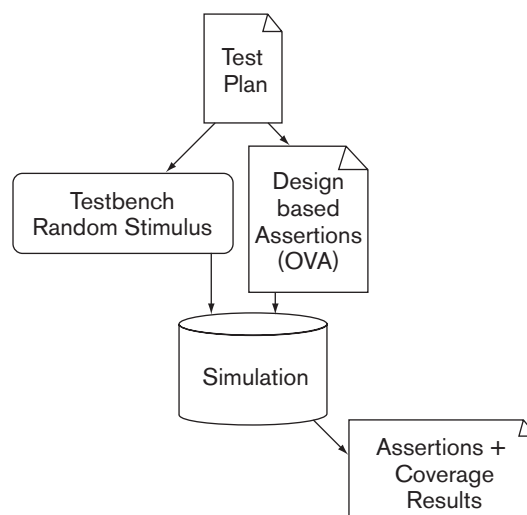 Test
Plan
Testbench
Random Stimulus
Design
based
Assertions
(OVA)
Simulation
Assertions +
Coverage
Results